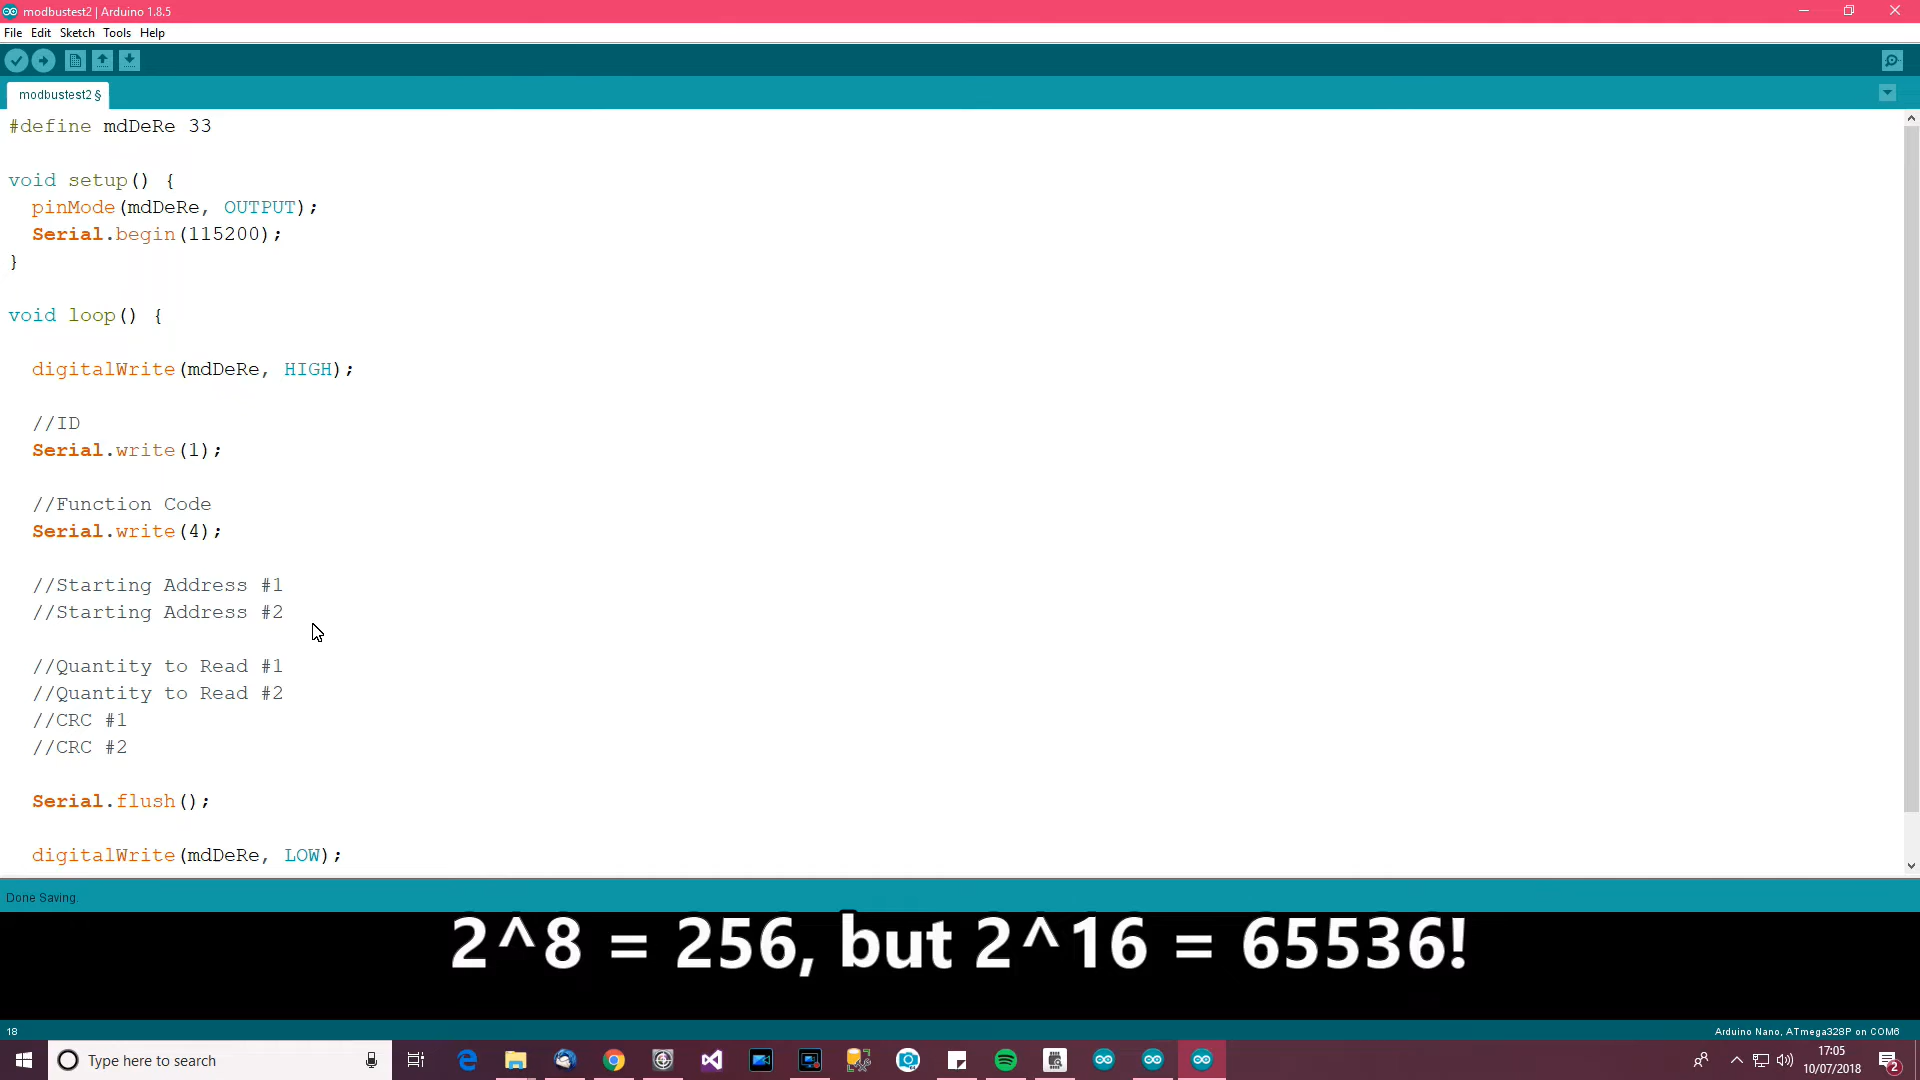 modbustest2 | Arduino 1.8.5
File Edit Sketch Tools Help
modbustest2 §
#define mdDeRe 33
void setup() {
  pinMode(mdDeRe, OUTPUT);
  Serial.begin(115200);
}
void loop() {
  digitalWrite(mdDeRe, HIGH);
  //ID
  Serial.write(1);
  //Function Code
  Serial.write(4);
  //Starting Address #1
  //Starting Address #2
  //Quantity to Read #1
  //Quantity to Read #2
  //CRC #1
  //CRC #2
  Serial.flush();
  digitalWrite(mdDeRe, LOW);
Done Saving.
2^8 = 256, but 2^16 = 65536!
18
Arduino Nano, ATmega328P on COM6
Type here to search
17:05
10/07/2018
2